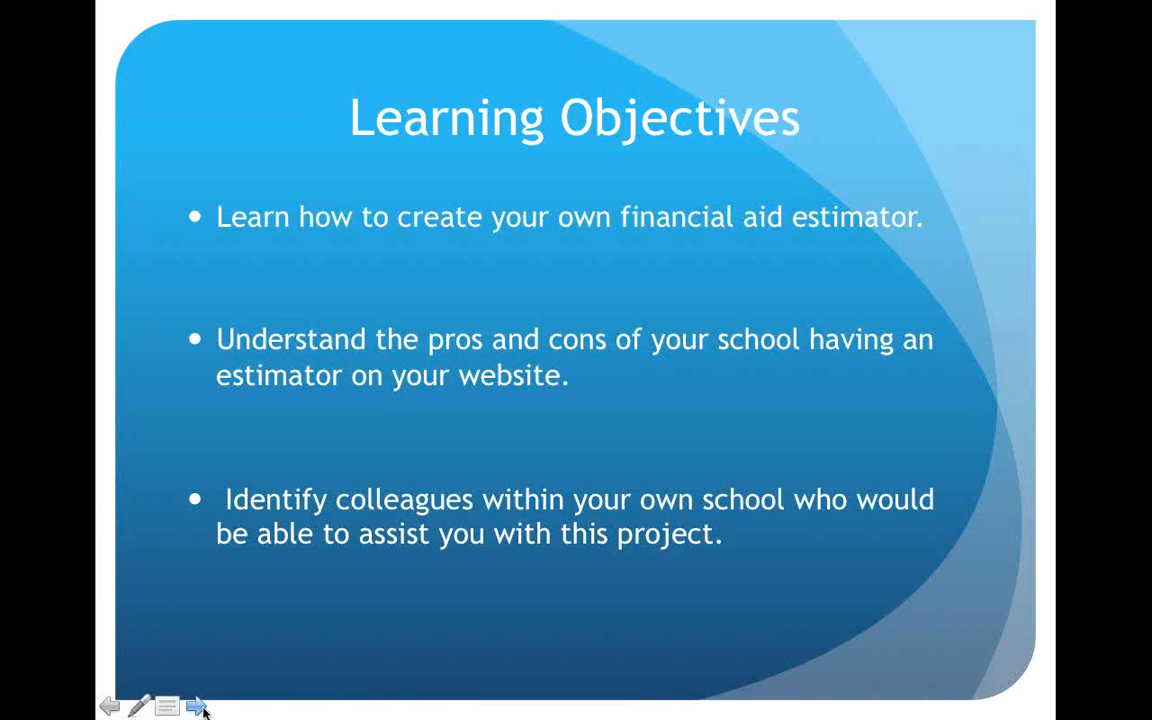 Learning Objectives
• Learn how to create your own financial aid estimator.
• Understand the pros and cons of your school having an
estimator on your website.
• Identify colleagues within your own school who would
be able to assist you with this project.